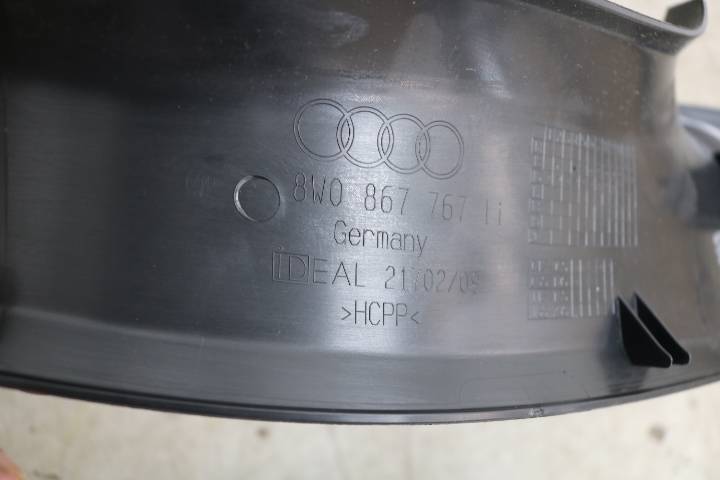 8W0 867 767
Germany
IDEAL 21/02/09
>HCPP<